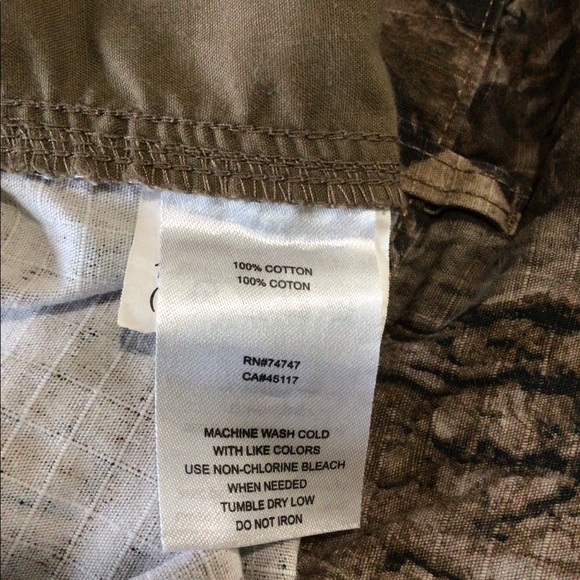 100% COTTON
100% COTON
RN#74747
CA#45117
MACHINE WASH COLD
WITH LIKE COLORS
USE NON-CHLORINE BLEACH
WHEN NEEDED
TUMBLE DRY LOW
DO NOT IRON